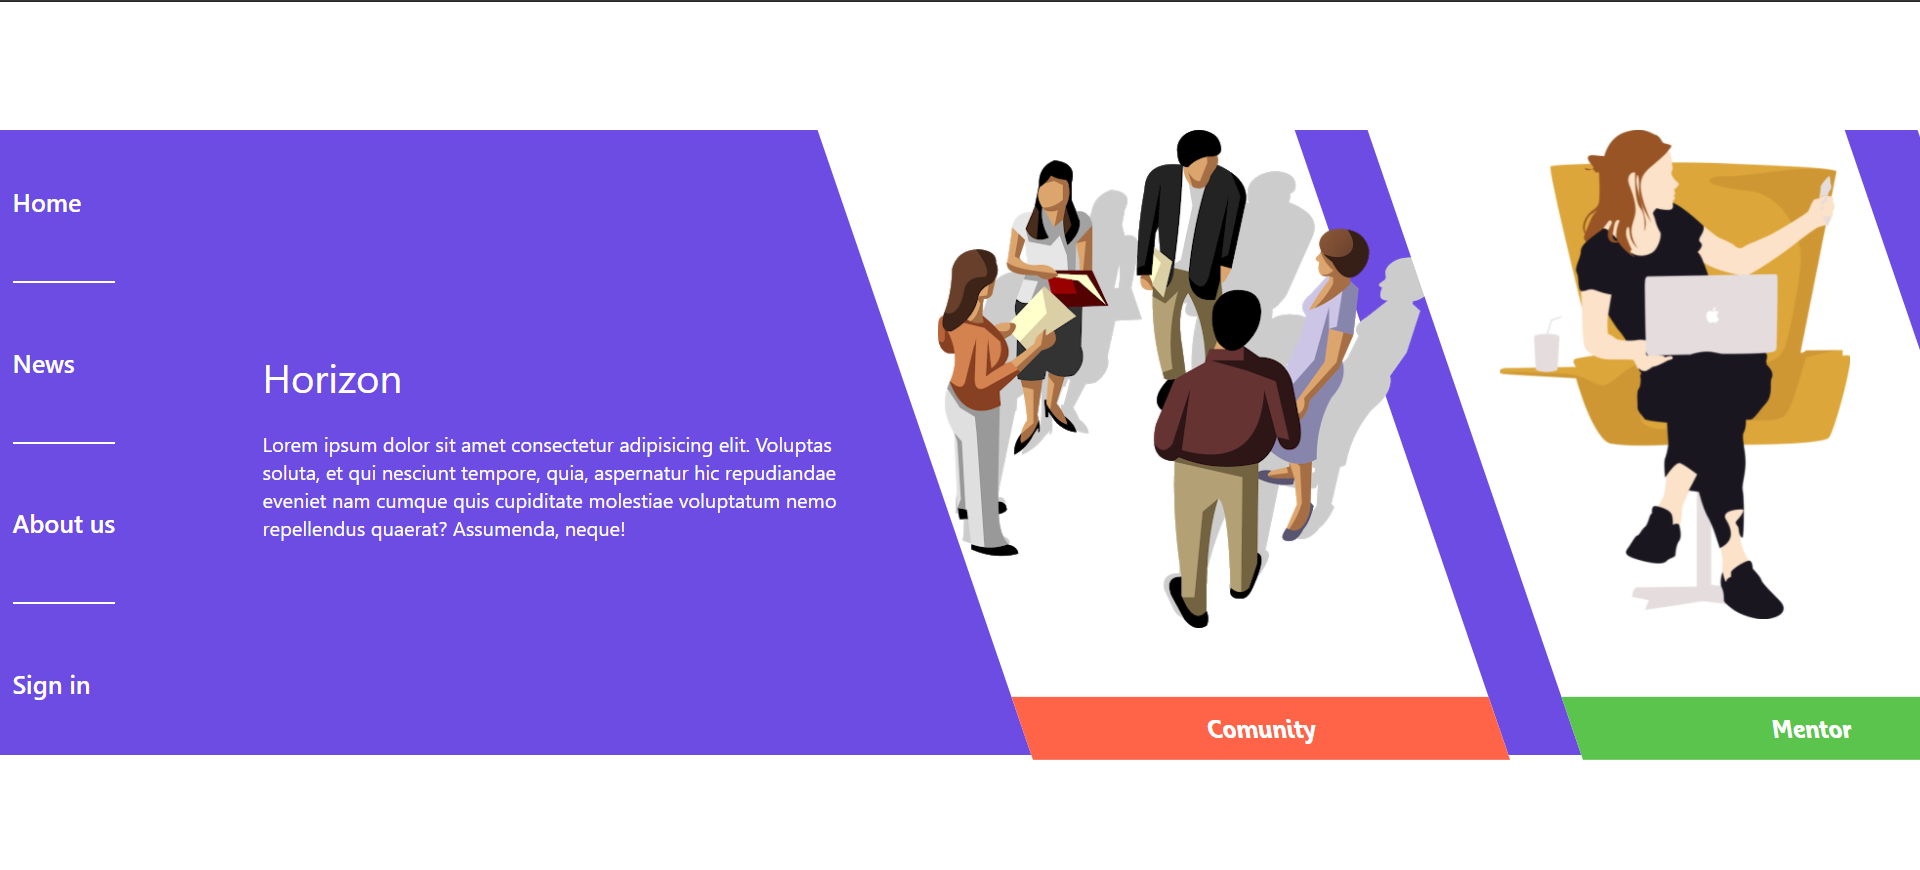 Home
News
About us
Sign in
Horizon
Lorem ipsum dolor sit amet consectetur adipisicing elit. Voluptas
soluta, et qui nesciunt tempore, quia, aspernatur hic repudiandae
eveniet nam cumque quis cupiditate molestiae voluptatum nemo
repellendus quaerat? Assumenda, neque!
Comunity
Mentor